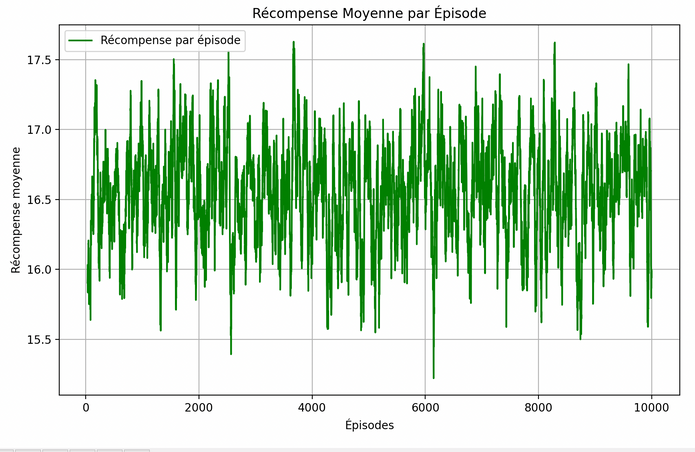 Récompense Moyenne par Épisode
Récompense par épisode
17.5
17.0
16.5
16.0
15.5
Récompense moyenne
0 2000 4000 6000 8000 10000
Épisodes